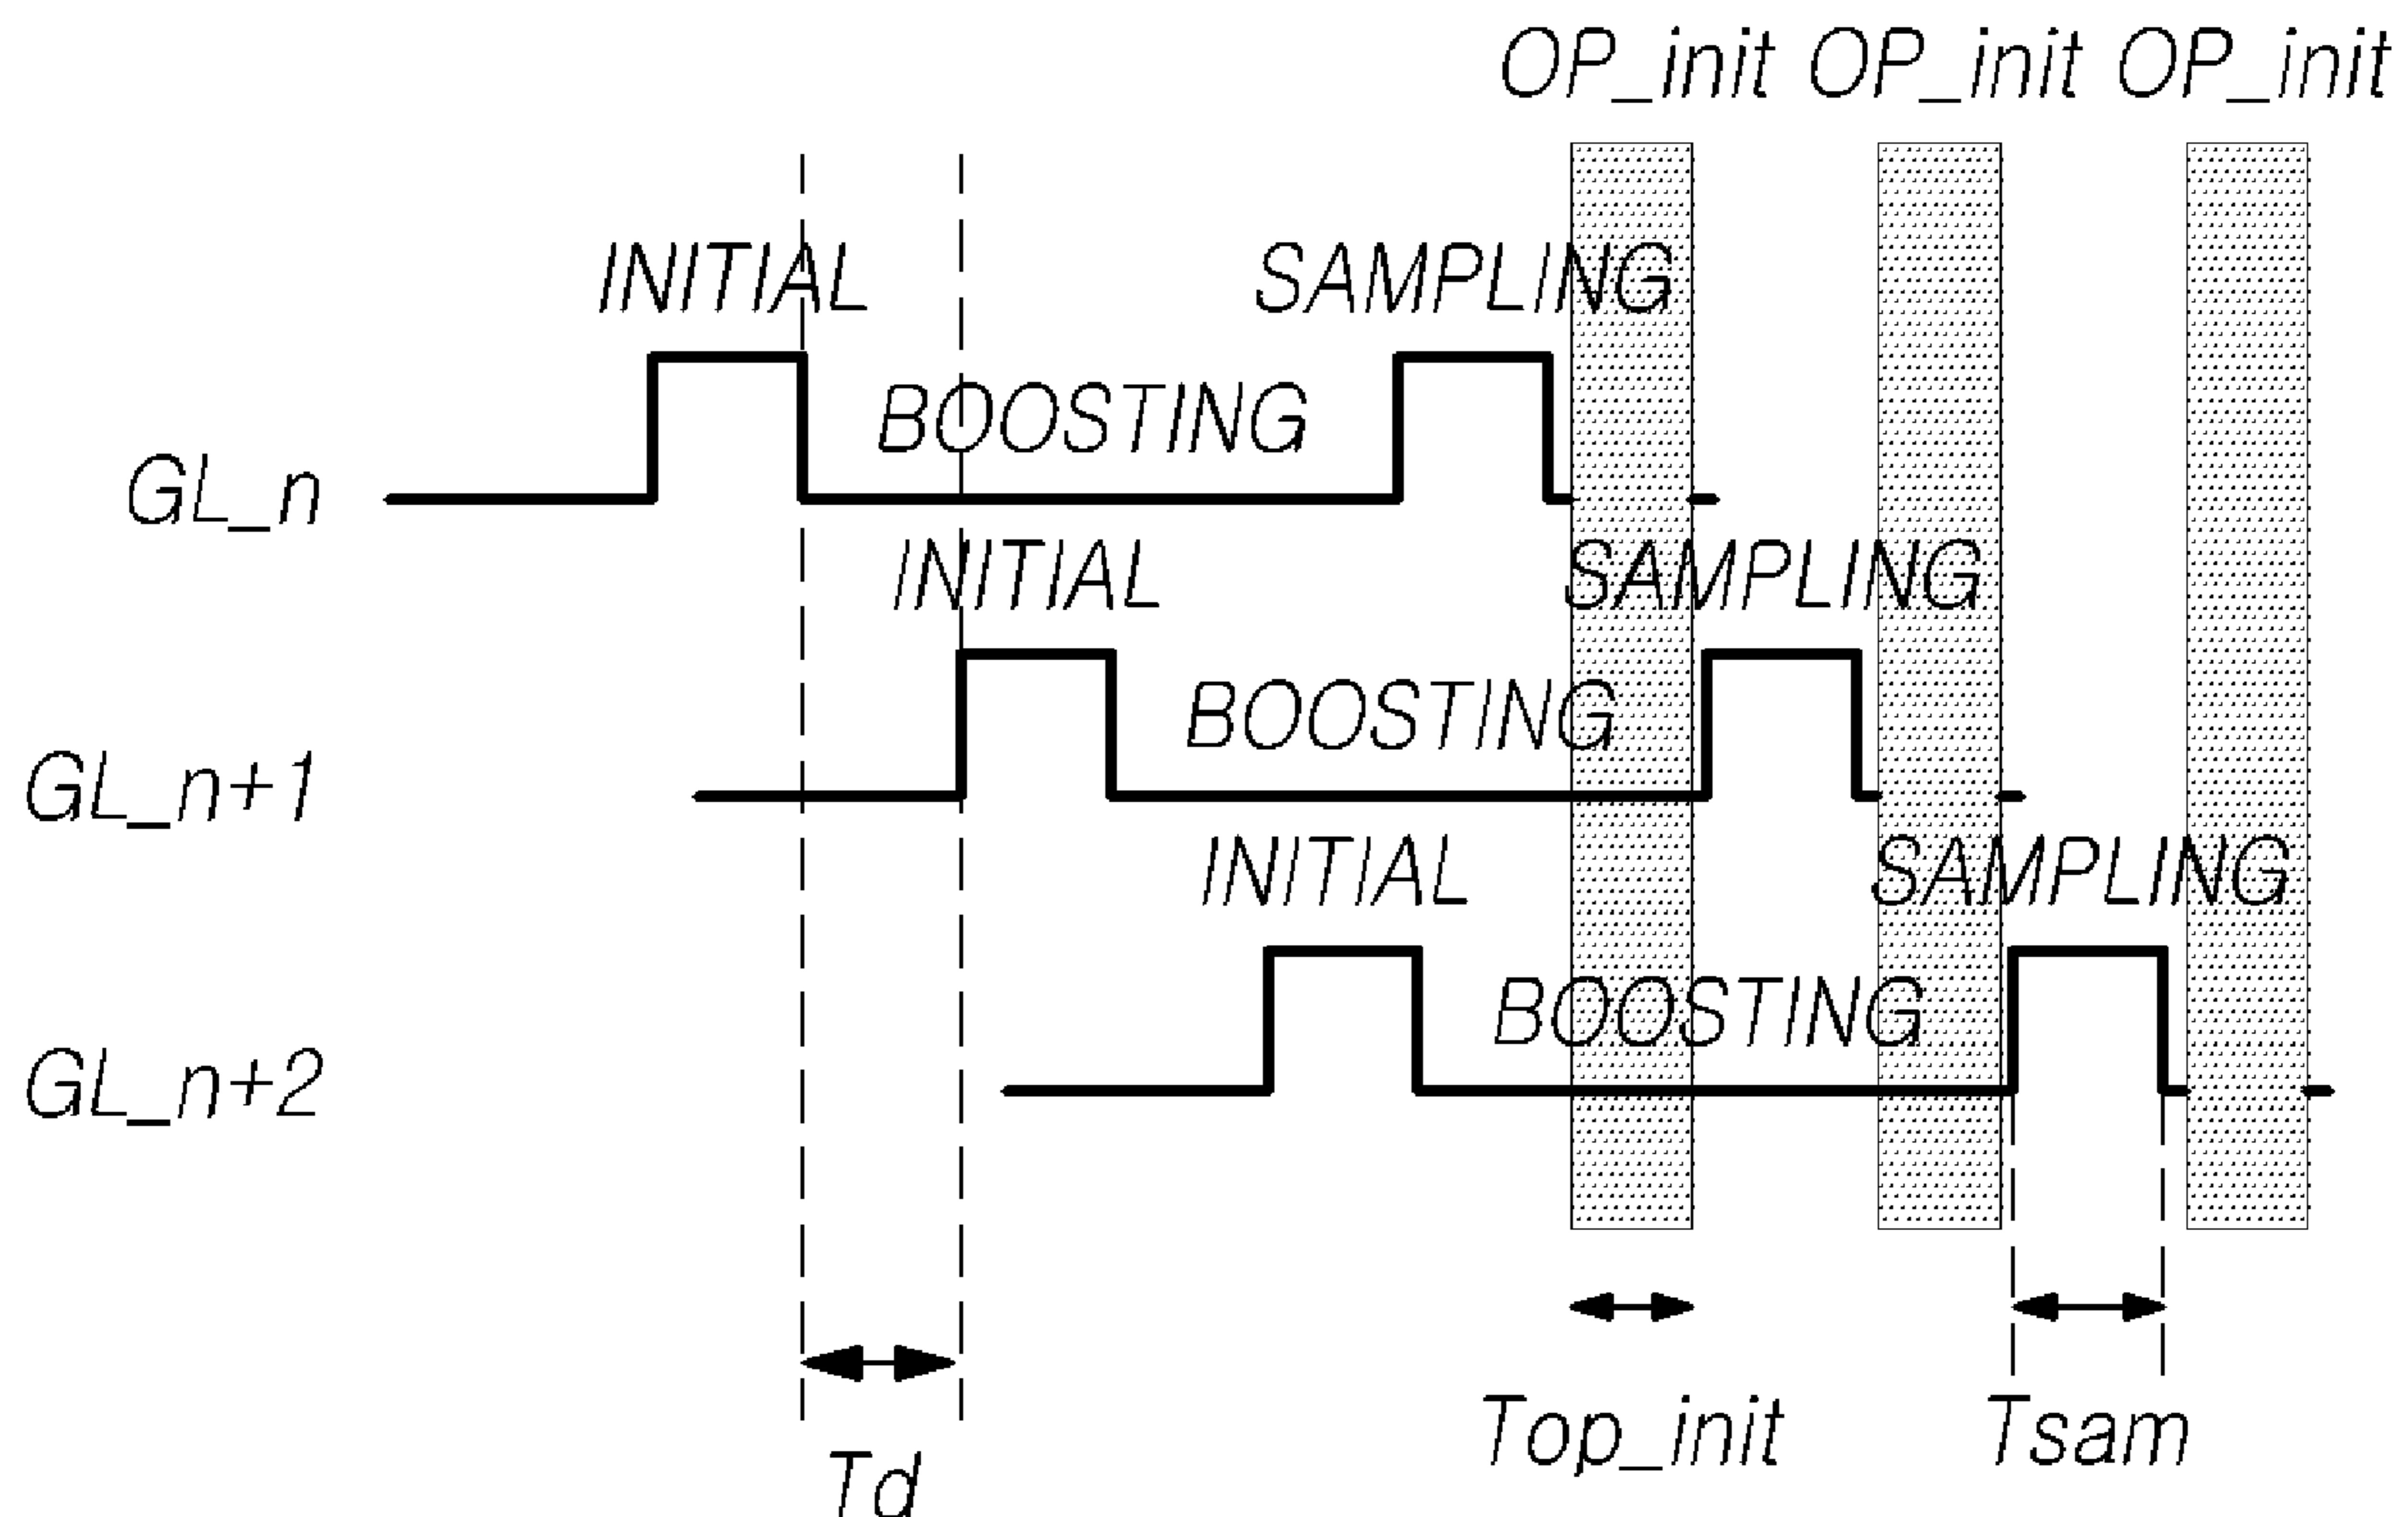 OP_init OP_init OP_init
INITIAL SAMPLING
BOOSTING
GL_n
INITIAL SAMPLING
BOOSTING
GL_n+1
INITIAL SAMPLING
BOOSTING
GL_n+2
Top_init Tsam
Td